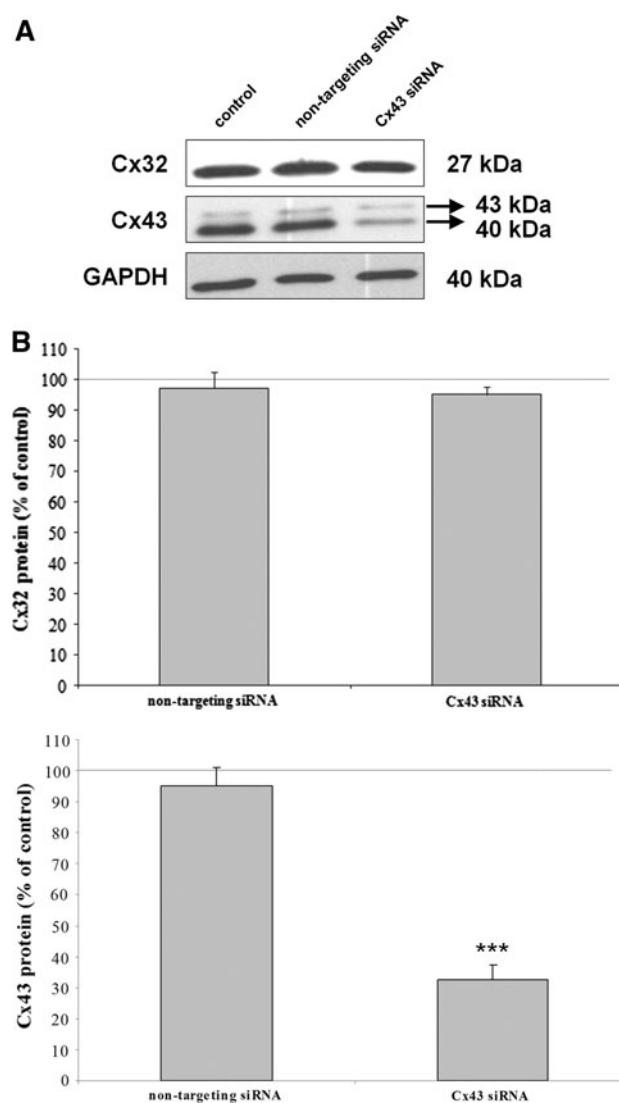 A
control
non-targeting siRNA
Cx43 siRNA
Cx32
27 kDa
Cx43
43 kDa
40 kDa
GAPDH
40 kDa
B
Cx32 protein (% of control)
110
100
90
80
70
60
50
40
30
20
10
0
non-targeting siRNA
Cx43 siRNA
Cx43 protein (% of control)
110
100
90
80
70
60
50
40
30
20
10
0
***
non-targeting siRNA
Cx43 siRNA